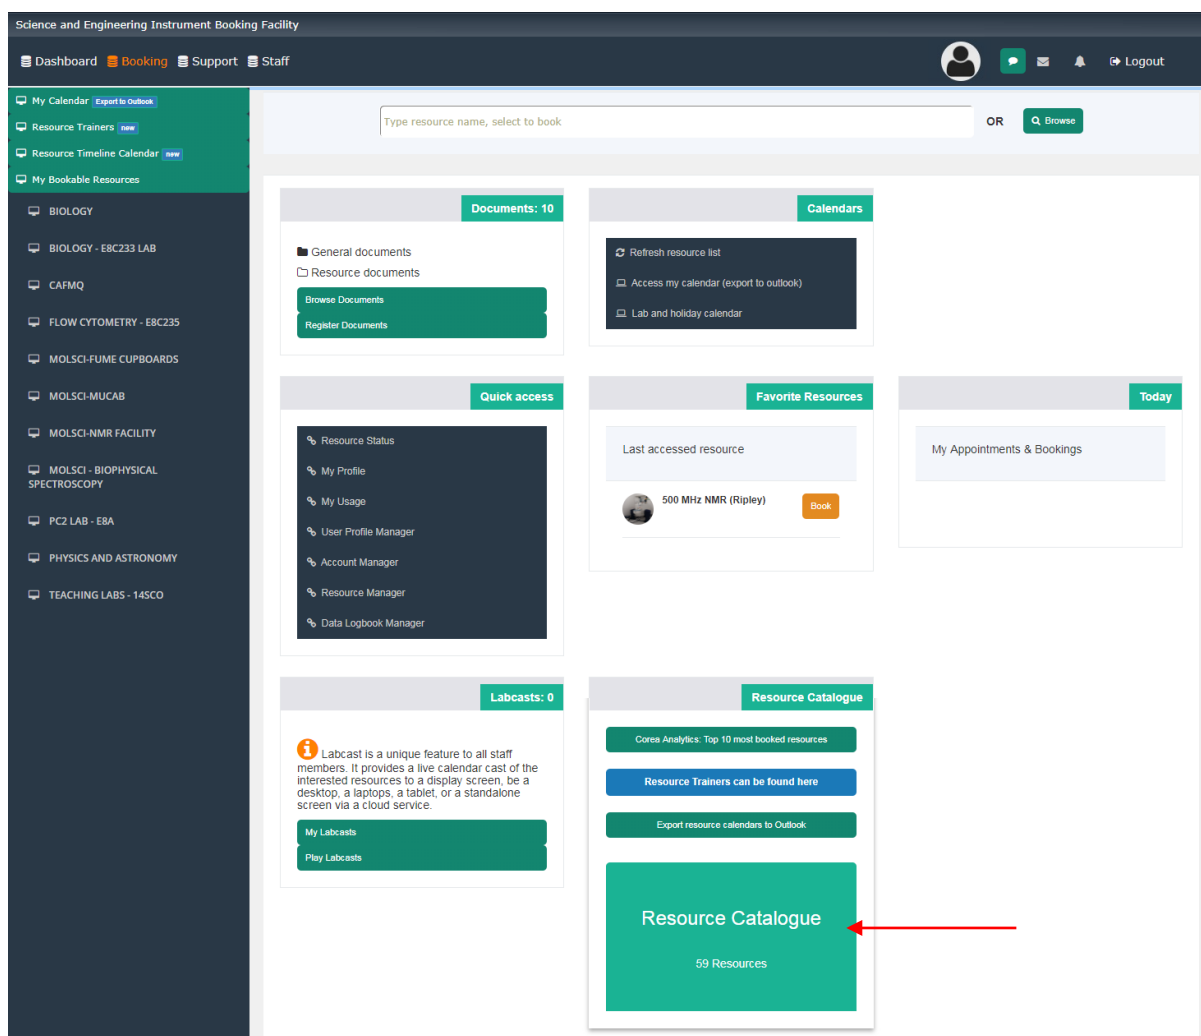 Science and Engineering Instrument Booking Facility
Dashboard Booking Support Staff
Logout
My Calendar Export to Outlook
Resource Trainers new
Resource Timeline Calendar new
My Bookable Resources
BIOLOGY
BIOLOGY - E8C233 LAB
CAFMQ
FLOW CYTOMETRY - E8C235
MOLSCI-FUME CUPBOARDS
MOLSCI-MUCAB
MOLSCI-NMR FACILITY
MOLSCI - BIOPHYSICAL
SPECTROSCOPY
PC2 LAB - E8A
PHYSICS AND ASTRONOMY
TEACHING LABS - 14SCO
Type resource name, select to book
OR
Browse
Documents: 10
General documents
Resource documents
Browse Documents
Register Documents
Calendars
Refresh resource list
Access my calendar (export to outlook)
Lab and holiday calendar
Quick access
Resource Status
My Profile
My Usage
User Profile Manager
Account Manager
Resource Manager
Data Logbook Manager
Favorite Resources
Last accessed resource
500 MHz NMR (Ripley)
Book
Today
My Appointments & Bookings
Labcasts: 0
Labcast is a unique feature to all staff
members. It provides a live calendar cast of the
interested resources to a display screen, be a
desktop, a laptops, a tablet, or a standalone
screen via a cloud service.
My Labcasts
Play Labcasts
Resource Catalogue
Corea Analytics: Top 10 most booked resources
Resource Trainers can be found here
Export resource calendars to Outlook
Resource Catalogue
59 Resources